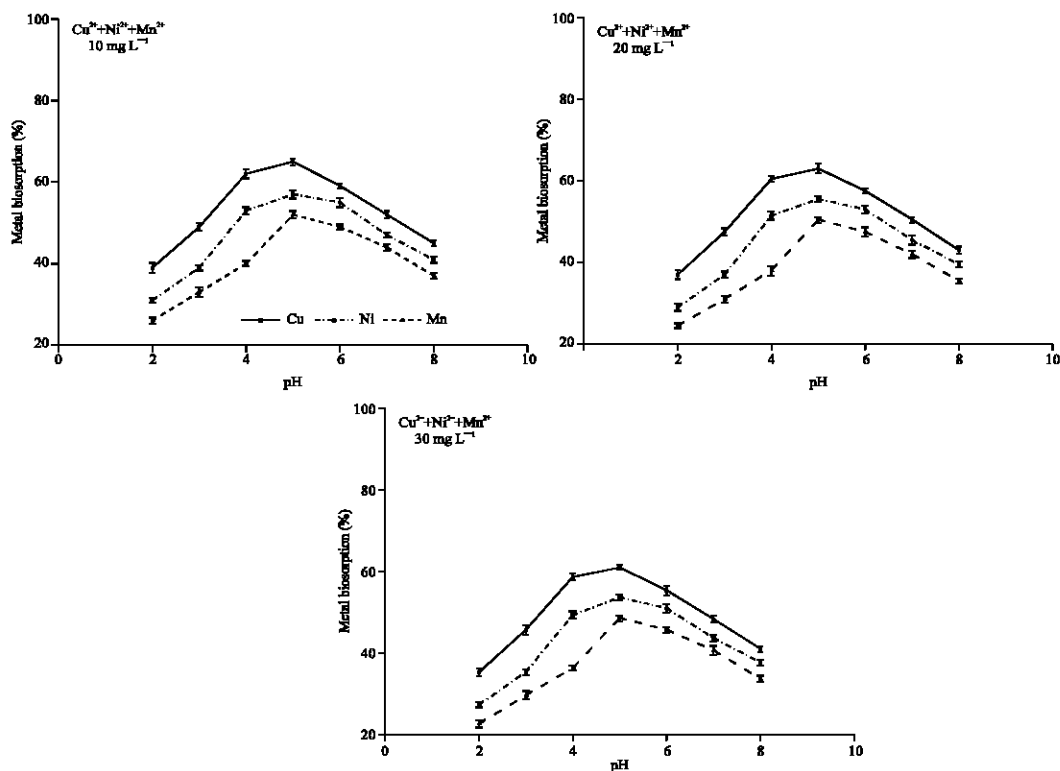 Cu²⁺+Ni²⁺+Mn²⁺
10 mg L⁻¹
Metal biosorption (%)
100
80
60
40
20
0
2
4
6
8
10
pH
Cu
Ni
Mn
Cu²⁺+Ni²⁺+Mn²⁺
20 mg L⁻¹
Metal biosorption (%)
100
80
60
40
20
0
2
4
6
8
10
pH
Cu²⁺+Ni²⁺+Mn²⁺
30 mg L⁻¹
Metal biosorption (%)
100
80
60
40
20
0
2
4
6
8
10
pH